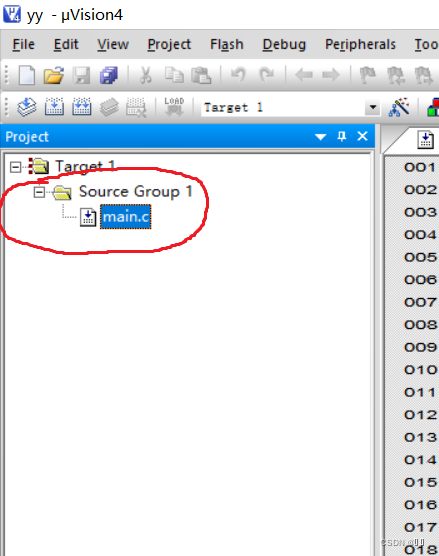 yy - µVision4
File Edit View Project Flash Debug Peripherals Too
LOAD Target 1
Project
Target 1
Source Group 1
main.c
001
002
003
004
005
006
007
008
009
010
011
012
013
014
015
016
017
018